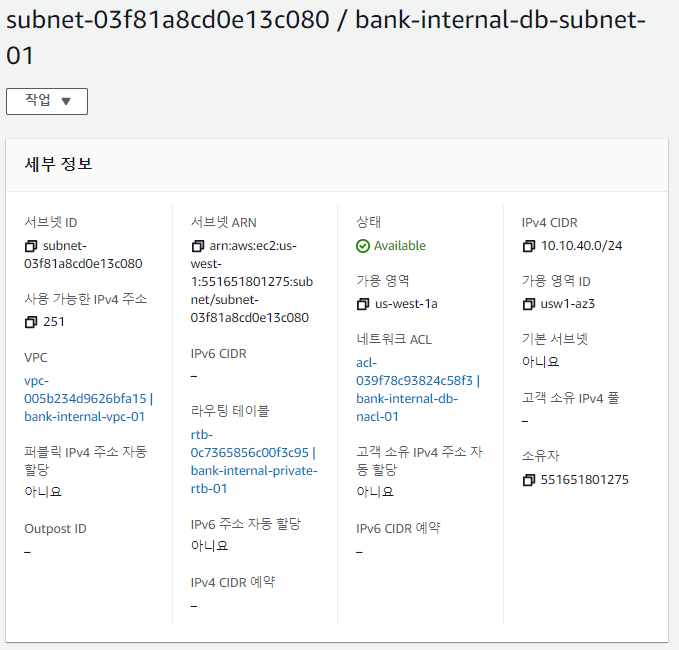 subnet-03f81a8cd0e13c080 / bank-internal-db-subnet-
01
작업 ▼
세부 정보
서브넷 ID
subnet-
03f81a8cd0e13c080
사용 가능한 IPv4 주소
251
VPC
vpc-
005b234d9626bfa15 |
bank-internal-vpc-01
퍼블릭 IPv4 주소 자동
할당
아니요
Outpost ID
–
서브넷 ARN
arn:aws:ec2:us-
west-
1:551651801275:sub
net/subnet-
03f81a8cd0e13c080
IPv6 CIDR
–
라우팅 테이블
rtb-
0c7365856c00f3c95 |
bank-internal-private-
rtb-01
IPv6 주소 자동 할당
아니요
IPv4 CIDR 예약
–
상태
Available
가용 영역
us-west-1a
네트워크 ACL
acl-
039f78c93824c58f3 |
bank-internal-db-
nacl-01
고객 소유 IPv4 주소 자
동 할당
아니요
IPv6 CIDR 예약
–
IPv4 CIDR
10.10.40.0/24
가용 영역 ID
usw1-az3
기본 서브넷
아니요
고객 소유 IPv4 풀
–
소유자
551651801275